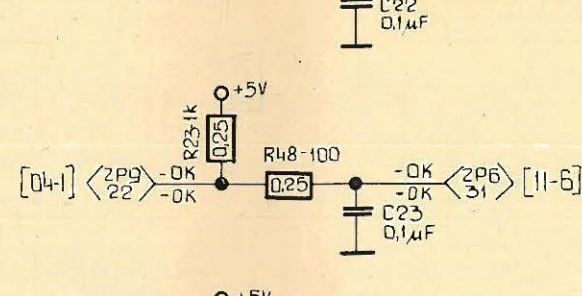 C22
0,1µF
+5V
R23-1K
0,25
R48-100
[04-1] 2P9 22 -OK 0,25 -OK 2P6 31 [11-6]
-OK -OK
C23
0,1µF
+5V